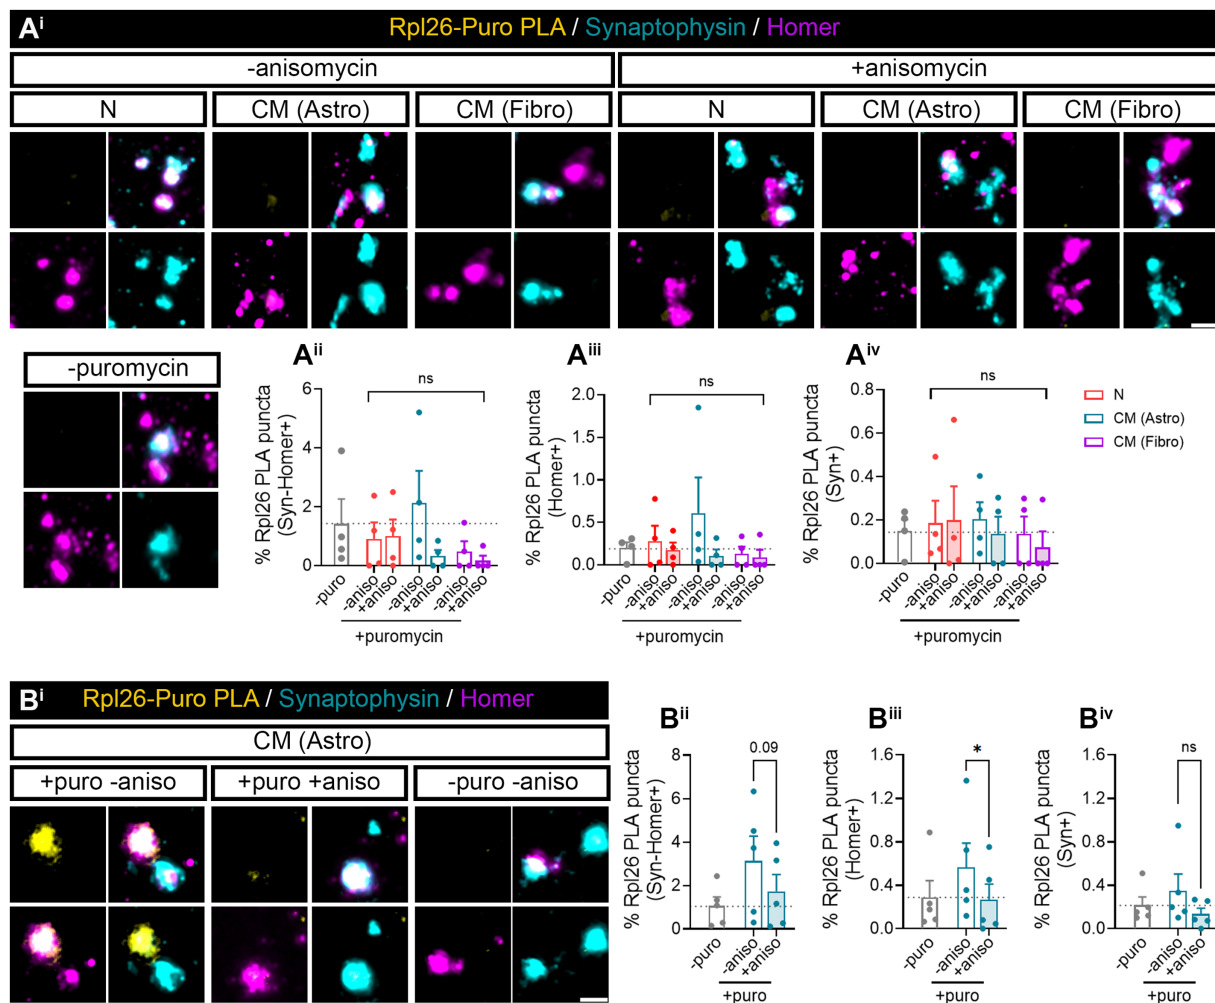 Aⁱ Rpl26-Puro PLA / Synaptophysin / Homer
-anisomycin +anisomycin
N CM (Astro) CM (Fibro) N CM (Astro) CM (Fibro)
-puromycin
Aⁱⁱ
% Rpl26 PLA puncta
(Syn-Homer+)
6
4
2
0
ns
-puro -aniso +aniso -aniso +aniso -aniso +aniso
+puromycin
Aⁱⁱⁱ
% Rpl26 PLA puncta
(Homer+)
2.0
1.5
1.0
0.5
0.0
ns
-puro -aniso +aniso -aniso +aniso -aniso +aniso
+puromycin
Aⁱᵛ
% Rpl26 PLA puncta
(Syn+)
0.8
0.6
0.4
0.2
0.0
ns
-puro -aniso +aniso -aniso +aniso -aniso +aniso
+puromycin
N
CM (Astro)
CM (Fibro)
Bⁱ Rpl26-Puro PLA / Synaptophysin / Homer
CM (Astro)
+puro -aniso +puro +aniso -puro -aniso
Bⁱⁱ
% Rpl26 PLA puncta
(Syn-Homer+)
8
6
4
2
0
0.09
-puro -aniso +aniso
+puro
Bⁱⁱⁱ
% Rpl26 PLA puncta
(Homer+)
1.6
1.2
0.8
0.4
0.0
*
-puro -aniso +aniso
+puro
Bⁱᵛ
% Rpl26 PLA puncta
(Syn+)
1.6
1.2
0.8
0.4
0.0
ns
-puro -aniso +aniso
+puro